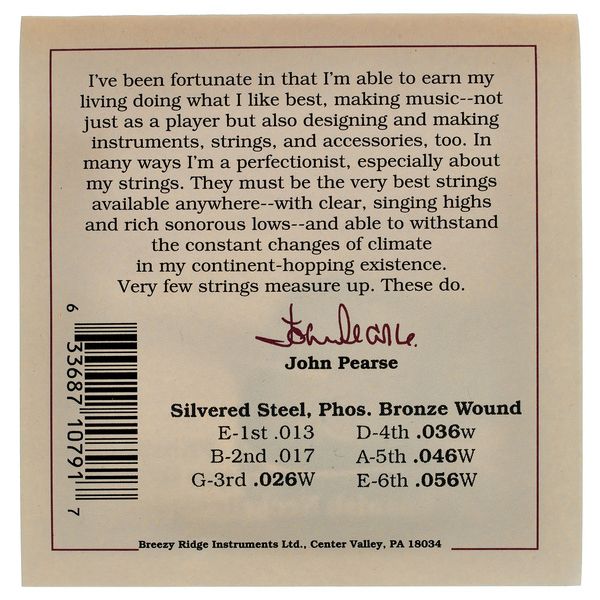 I've been fortunate in that I'm able to earn my
living doing what I like best, making music--not
just as a player but also designing and making
instruments, strings, and accessories, too. In
many ways I'm a perfectionist, especially about
my strings. They must be the very best strings
available anywhere--with clear, singing highs
and rich sonorous lows--and able to withstand
the constant changes of climate
in my continent-hopping existence.
Very few strings measure up. These do.
John Pearse
John Pearse
Silvered Steel, Phos. Bronze Wound
E-1st .013 D-4th .036w
B-2nd .017 A-5th .046W
G-3rd .026W E-6th .056W
6 33687 10791 7
Breezy Ridge Instruments Ltd., Center Valley, PA 18034